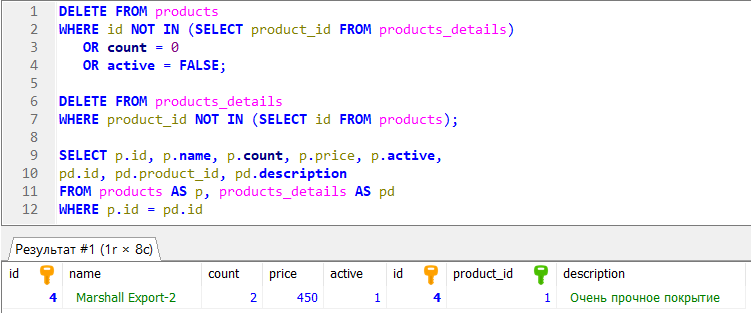 1 DELETE FROM products
2 WHERE id NOT IN (SELECT product_id FROM products_details)
3 OR count = 0
4 OR active = FALSE;
5
6 DELETE FROM products_details
7 WHERE product_id NOT IN (SELECT id FROM products);
8
9 SELECT p.id, p.name, p.count, p.price, p.active,
10 pd.id, pd.product_id, pd.description
11 FROM products AS p, products_details AS pd
12 WHERE p.id = pd.id
Результат #1 (1r × 8c)
id name count price active id product_id description
4 Marshall Export-2 2 450 1 4 1 Очень прочное покрытие